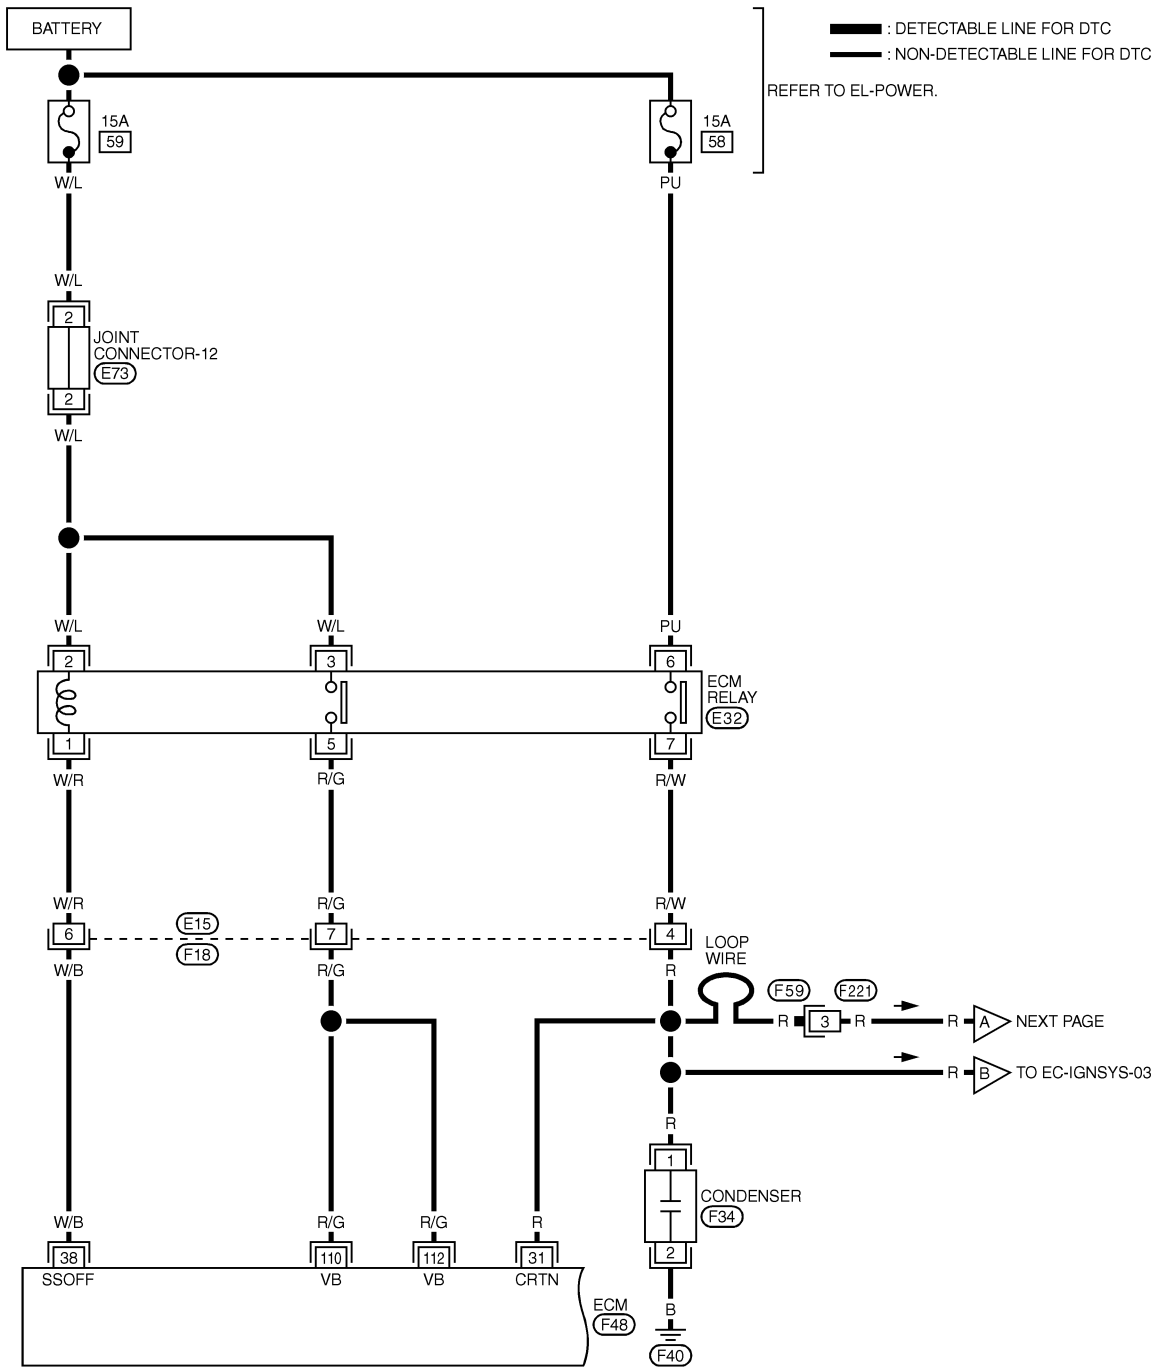 BATTERY
: DETECTABLE LINE FOR DTC
: NON-DETECTABLE LINE FOR DTC
REFER TO EL-POWER.
15A
59
15A
58
W/L
PU
W/L
2
JOINT
CONNECTOR-12
E73
2
W/L
W/L
W/L
PU
2
3
6
ECM
RELAY
E32
1
5
7
W/R
R/G
R/W
W/R
R/G
R/W
6
E15
F18
7
4
W/B
R/G
R
LOOP
WIRE
F59
F221
R
3
R
R
A
NEXT PAGE
R
B
TO EC-IGNSYS-03
R
1
CONDENSER
F34
2
W/B
R/G
R/G
R
38
110
112
31
SSOFF
VB
VB
CRTN
ECM
F48
B
F40